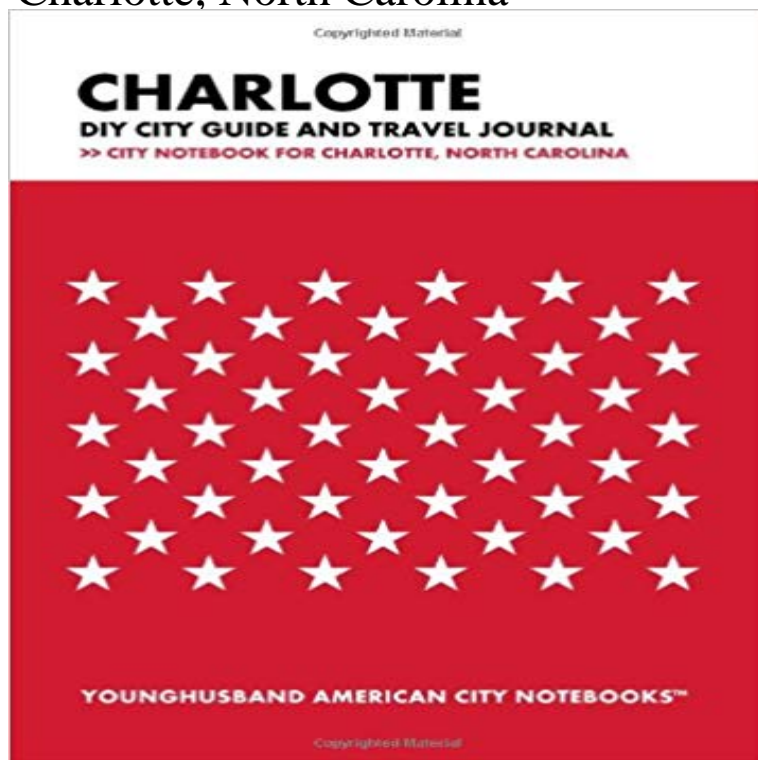 Charlotte, North Carolina
Copyrighted Material
CHARLOTTE
DIY CITY GUIDE AND TRAVEL JOURNAL
>> CITY NOTEBOOK FOR CHARLOTTE, NORTH CAROLINA
YOUNGHUSBAND AMERICAN CITY NOTEBOOKS™
Copyrighted Material